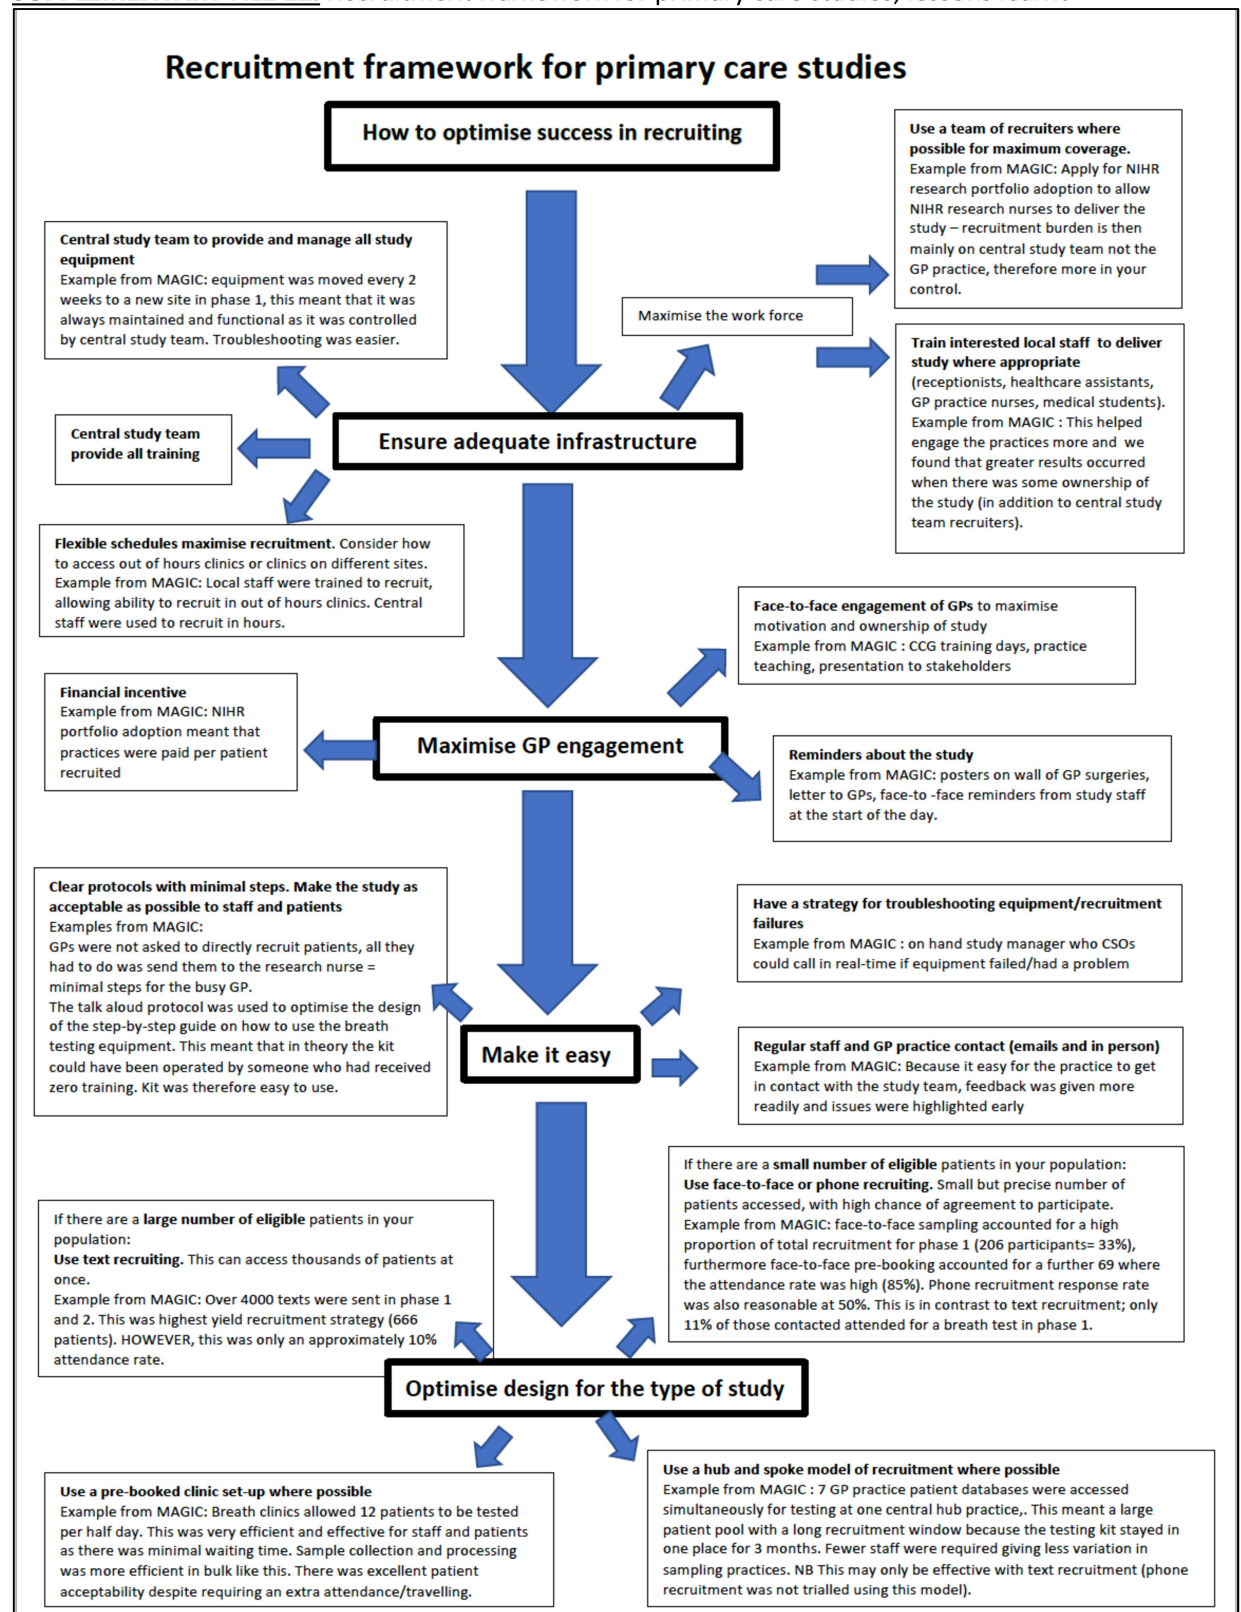 Recruitment framework for primary care studies
How to optimise success in recruiting
Use a team of recruiters where
possible for maximum coverage.
Example from MAGIC: Apply for NIHR
research portfolio adoption to allow
NIHR research nurses to deliver the
study – recruitment burden is then
mainly on central study team not the
GP practice, therefore more in your
control.
Central study team to provide and manage all study
equipment
Example from MAGIC: equipment was moved every 2
weeks to a new site in phase 1, this meant that it was
always maintained and functional as it was controlled
by central study team. Troubleshooting was easier.
Maximise the work force
Train interested local staff to deliver
study where appropriate
(receptionists, healthcare assistants,
GP practice nurses, medical students).
Example from MAGIC : This helped
engage the practices more and we
found that greater results occurred
when there was some ownership of
the study (in addition to central study
team recruiters).
Ensure adequate infrastructure
Central study team
provide all training
Flexible schedules maximise recruitment. Consider how
to access out of hours clinics or clinics on different sites.
Example from MAGIC: Local staff were trained to recruit,
allowing ability to recruit in out of hours clinics. Central
staff were used to recruit in hours.
Face-to-face engagement of GPs to maximise
motivation and ownership of study
Example from MAGIC : CCG training days, practice
teaching, presentation to stakeholders
Financial incentive
Example from MAGIC: NIHR
portfolio adoption meant that
practices were paid per patient
recruited
Maximise GP engagement
Reminders about the study
Example from MAGIC: posters on wall of GP surgeries,
letter to GPs, face-to -face reminders from study staff
at the start of the day.
Clear protocols with minimal steps. Make the study as
acceptable as possible to staff and patients
Examples from MAGIC:
GPs were not asked to directly recruit patients, all they
had to do was send them to the research nurse =
minimal steps for the busy GP.
The talk aloud protocol was used to optimise the design
of the step-by-step guide on how to use the breath
testing equipment. This meant that in theory the kit
could have been operated by someone who had received
zero training. Kit was therefore easy to use.
Have a strategy for troubleshooting equipment/recruitment
failures
Example from MAGIC : on hand study manager who CSOs
could call in real-time if equipment failed/had a problem
Make it easy
Regular staff and GP practice contact (emails and in person)
Example from MAGIC: Because it easy for the practice to get
in contact with the study team, feedback was given more
readily and issues were highlighted early
If there are a small number of eligible patients in your population:
Use face-to-face or phone recruiting. Small but precise number of
patients accessed, with high chance of agreement to participate.
Example from MAGIC: face-to-face sampling accounted for a high
proportion of total recruitment for phase 1 (206 participants= 33%),
furthermore face-to-face pre-booking accounted for a further 69 where
the attendance rate was high (85%). Phone recruitment response rate
was also reasonable at 50%. This is in contrast to text recruitment; only
11% of those contacted attended for a breath test in phase 1.
If there are a large number of eligible patients in your
population:
Use text recruiting. This can access thousands of patients at
once.
Example from MAGIC: Over 4000 texts were sent in phase 1
and 2. This was highest yield recruitment strategy (666
patients). HOWEVER, this was only an approximately 10%
attendance rate.
Optimise design for the type of study
Use a pre-booked clinic set-up where possible
Example from MAGIC: Breath clinics allowed 12 patients to be tested
per half day. This was very efficient and effective for staff and patients
as there was minimal waiting time. Sample collection and processing
was more efficient in bulk like this. There was excellent patient
acceptability despite requiring an extra attendance/travelling.
Use a hub and spoke model of recruitment where possible
Example from MAGIC : 7 GP practice patient databases were accessed
simultaneously for testing at one central hub practice,. This meant a large
patient pool with a long recruitment window because the testing kit stayed in
one place for 3 months. Fewer staff were required giving less variation in
sampling practices. NB This may only be effective with text recruitment (phone
recruitment was not trialled using this model).